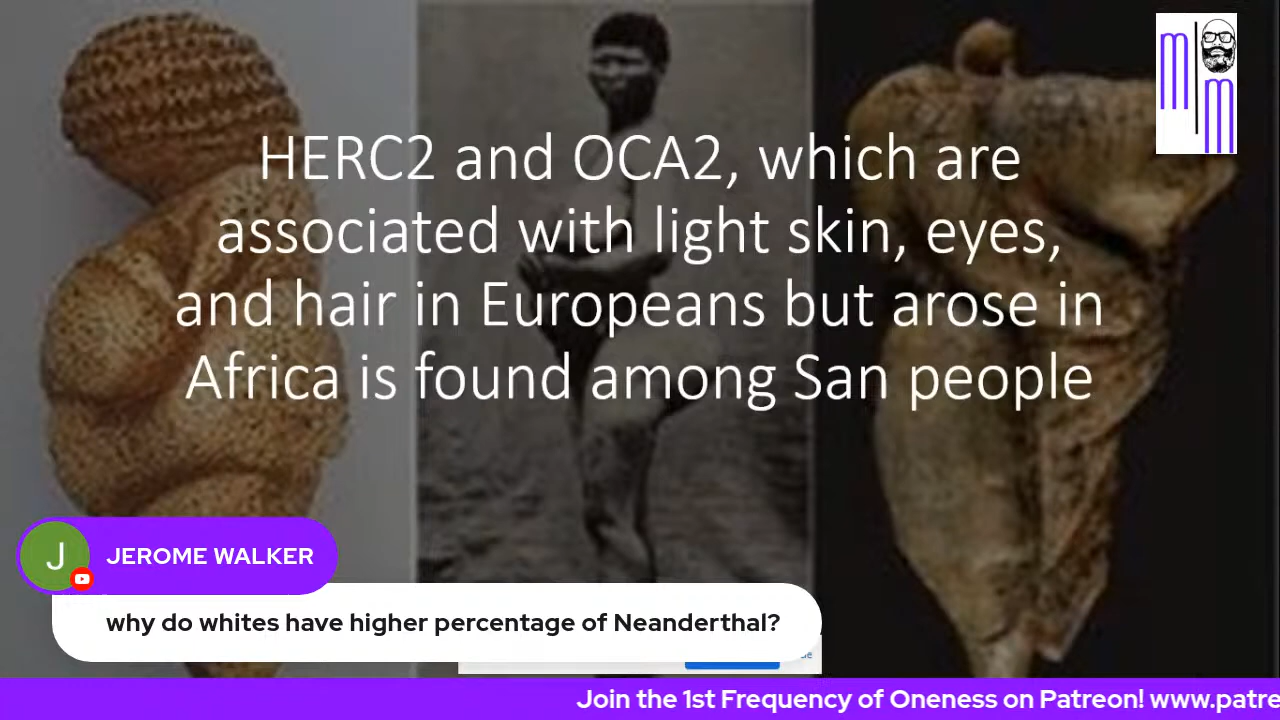 m m
HERC2 and OCA2, which are
associated with light skin, eyes,
and hair in Europeans but arose in
Africa is found among San people
J JEROME WALKER
why do whites have higher percentage of Neanderthal?
Join the 1st Frequency of Oneness on Patreon! www.patre